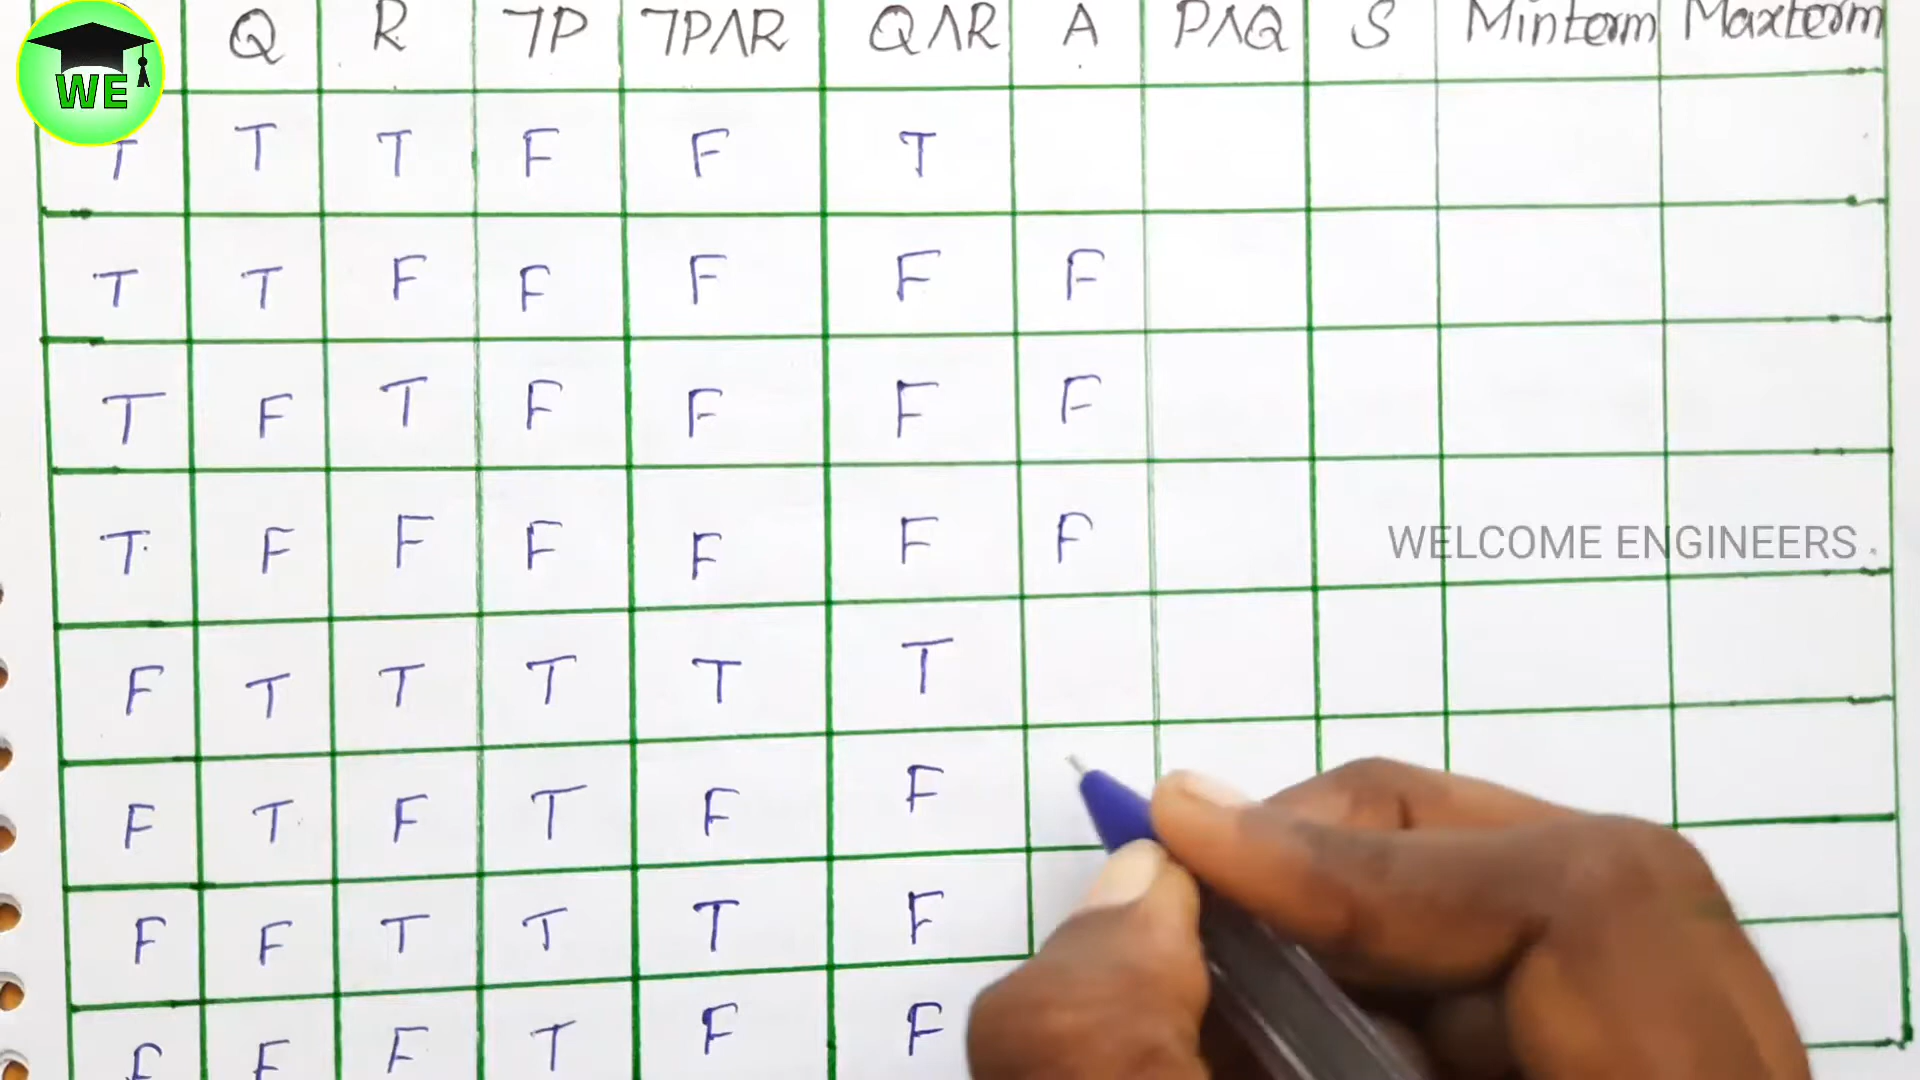 WE
Q R ¬P ¬P∧R Q∧R A P∧Q S Minterm Maxterm
T T T F F T
T T F F F F F
T F T F F F F
T F F F F F F
WELCOME ENGINEERS.
F T T T T T
F T F T F F
F F T T T F
F F F T F F